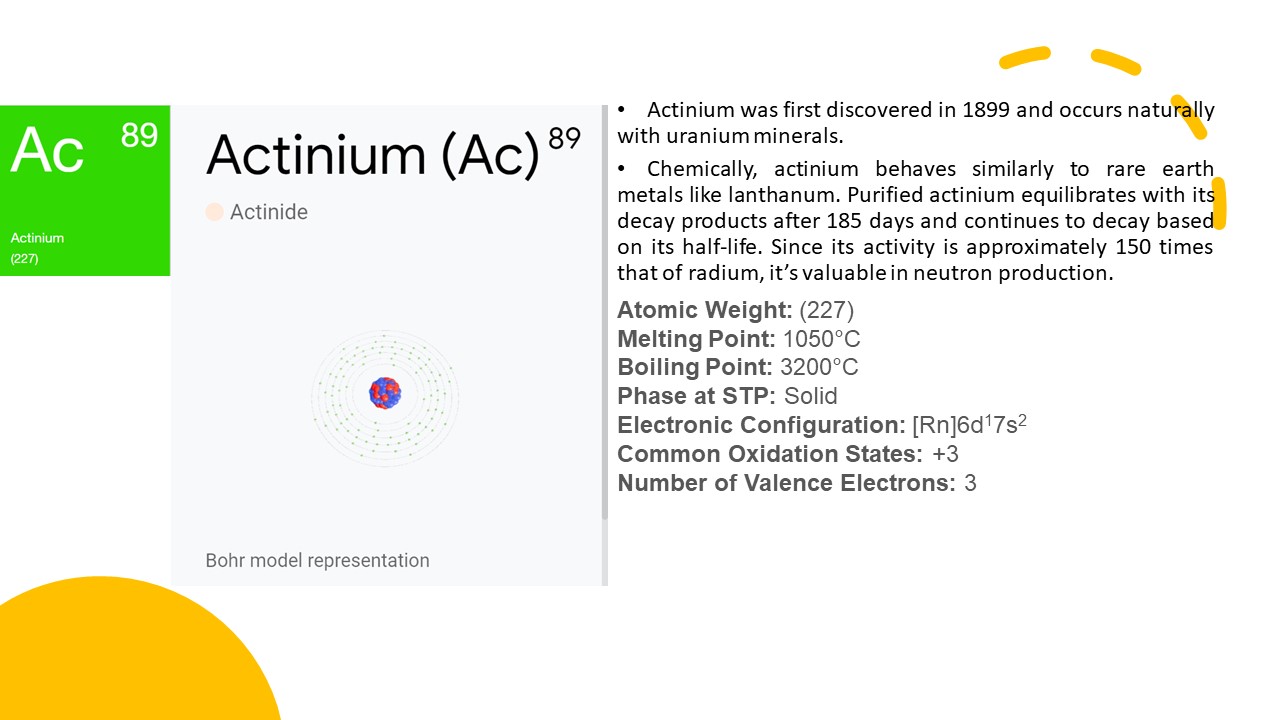 Ac 89
Actinium
(227)
Actinium (Ac) 89
Actinide
Bohr model representation
• Actinium was first discovered in 1899 and occurs naturally
with uranium minerals.
• Chemically, actinium behaves similarly to rare earth
metals like lanthanum. Purified actinium equilibrates with its
decay products after 185 days and continues to decay based
on its half-life. Since its activity is approximately 150 times
that of radium, it’s valuable in neutron production.
Atomic Weight: (227)
Melting Point: 1050°C
Boiling Point: 3200°C
Phase at STP: Solid
Electronic Configuration: [Rn]6d¹7s²
Common Oxidation States: +3
Number of Valence Electrons: 3